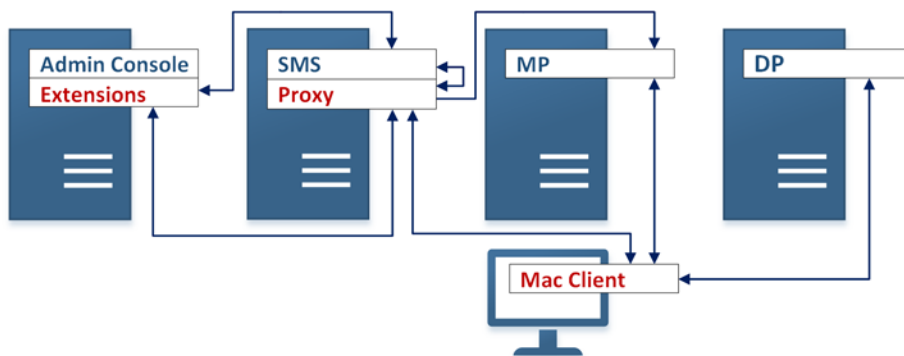 Admin Console
Extensions
SMS
Proxy
MP
DP
Mac Client